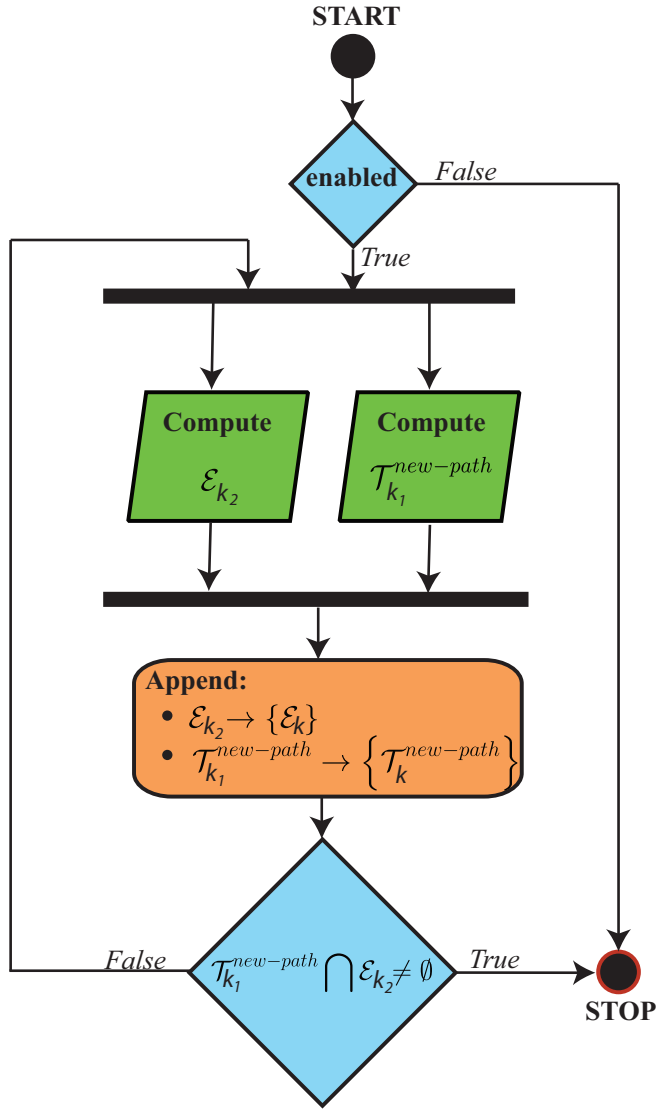 START
enabled
False
True
Compute
Compute
ℰ_{k_2}
𝒯_{k_1}^{new-path}
Append:
• ℰ_{k_2} → {ℰ_k}
• 𝒯_{k_1}^{new-path} → {𝒯_k^{new-path}}
False
𝒯_{k_1}^{new-path} ⋂ ℰ_{k_2} ≠ ∅
True
STOP